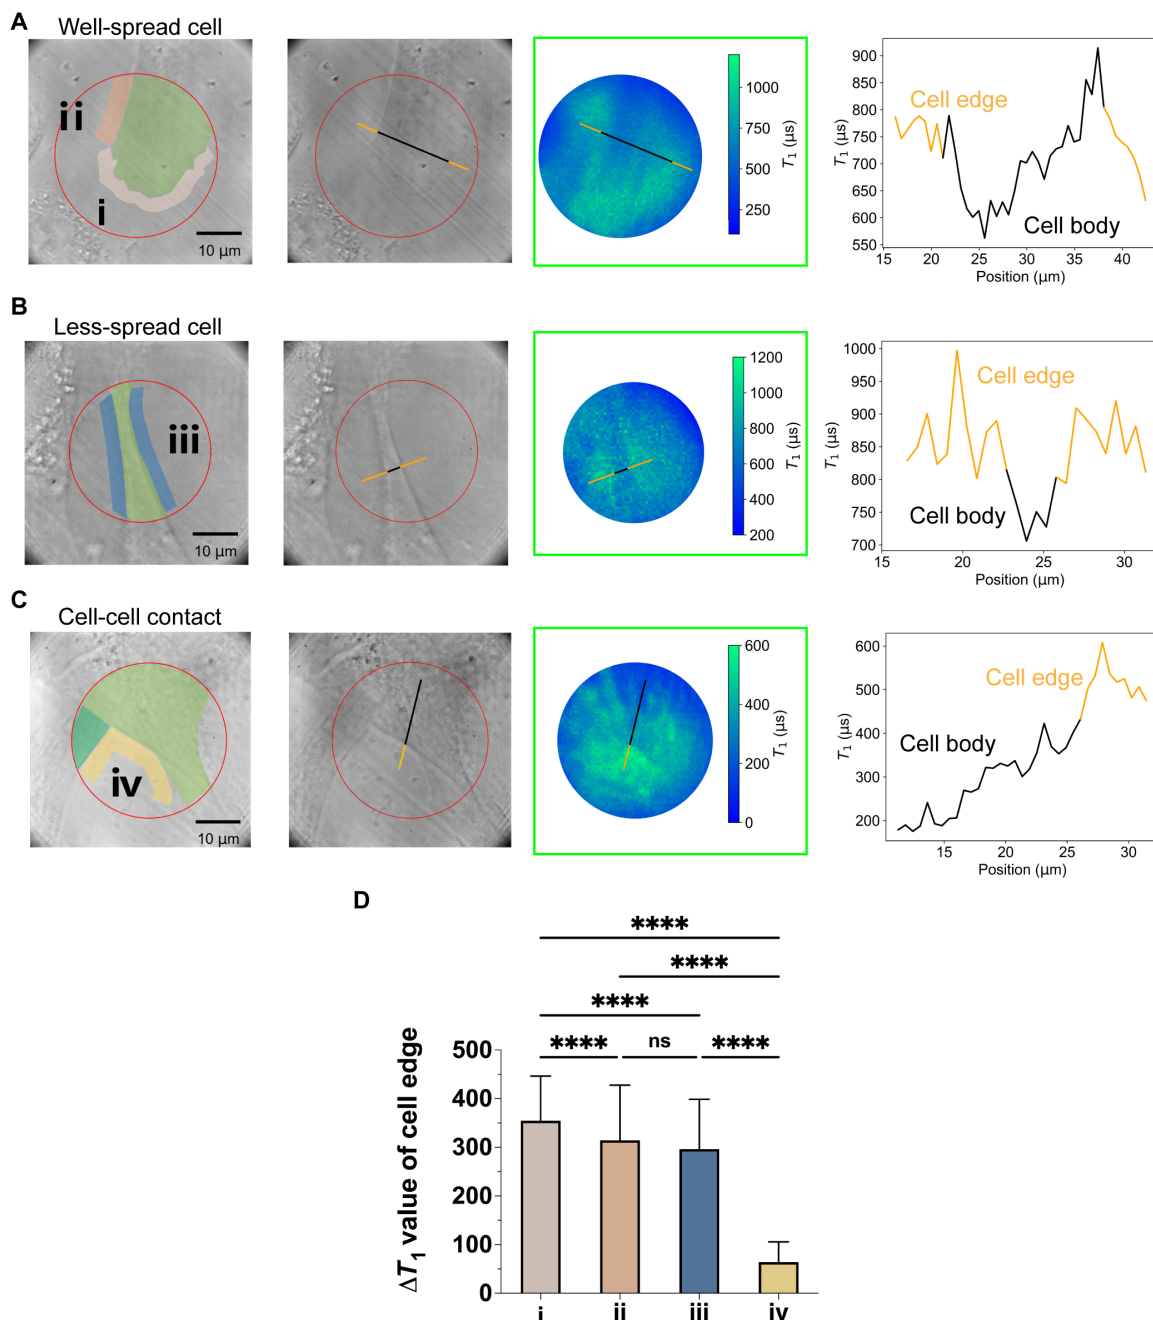 A
Well-spread cell
ii
i
10 µm
1000
750
500
250
T1 (µs)
900
850
800
750
700
650
600
550
T1 (µs)
Cell edge
Cell body
15 20 25 30 35 40
Position (µm)
B
Less-spread cell
iii
10 µm
1200
1000
800
600
400
200
T1 (µs)
1000
950
900
850
800
750
700
T1 (µs)
Cell edge
Cell body
15 20 25 30
Position (µm)
C
Cell-cell contact
iv
10 µm
600
400
200
0
T1 (µs)
600
500
400
300
200
T1 (µs)
Cell edge
Cell body
15 20 26 30
Position (µm)
D
****
****
****
**** ns ****
500
400
300
200
100
0
ΔT1 value of cell edge
i ii iii iv